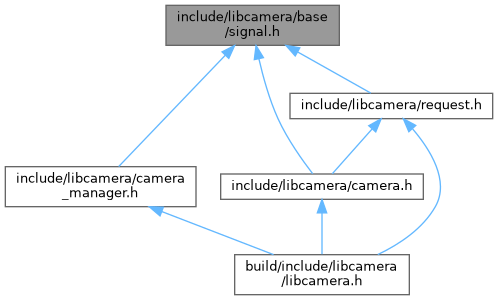 include/libcamera/base
/signal.h
include/libcamera/request.h
include/libcamera/camera
_manager.h
include/libcamera/camera.h
build/include/libcamera
/libcamera.h